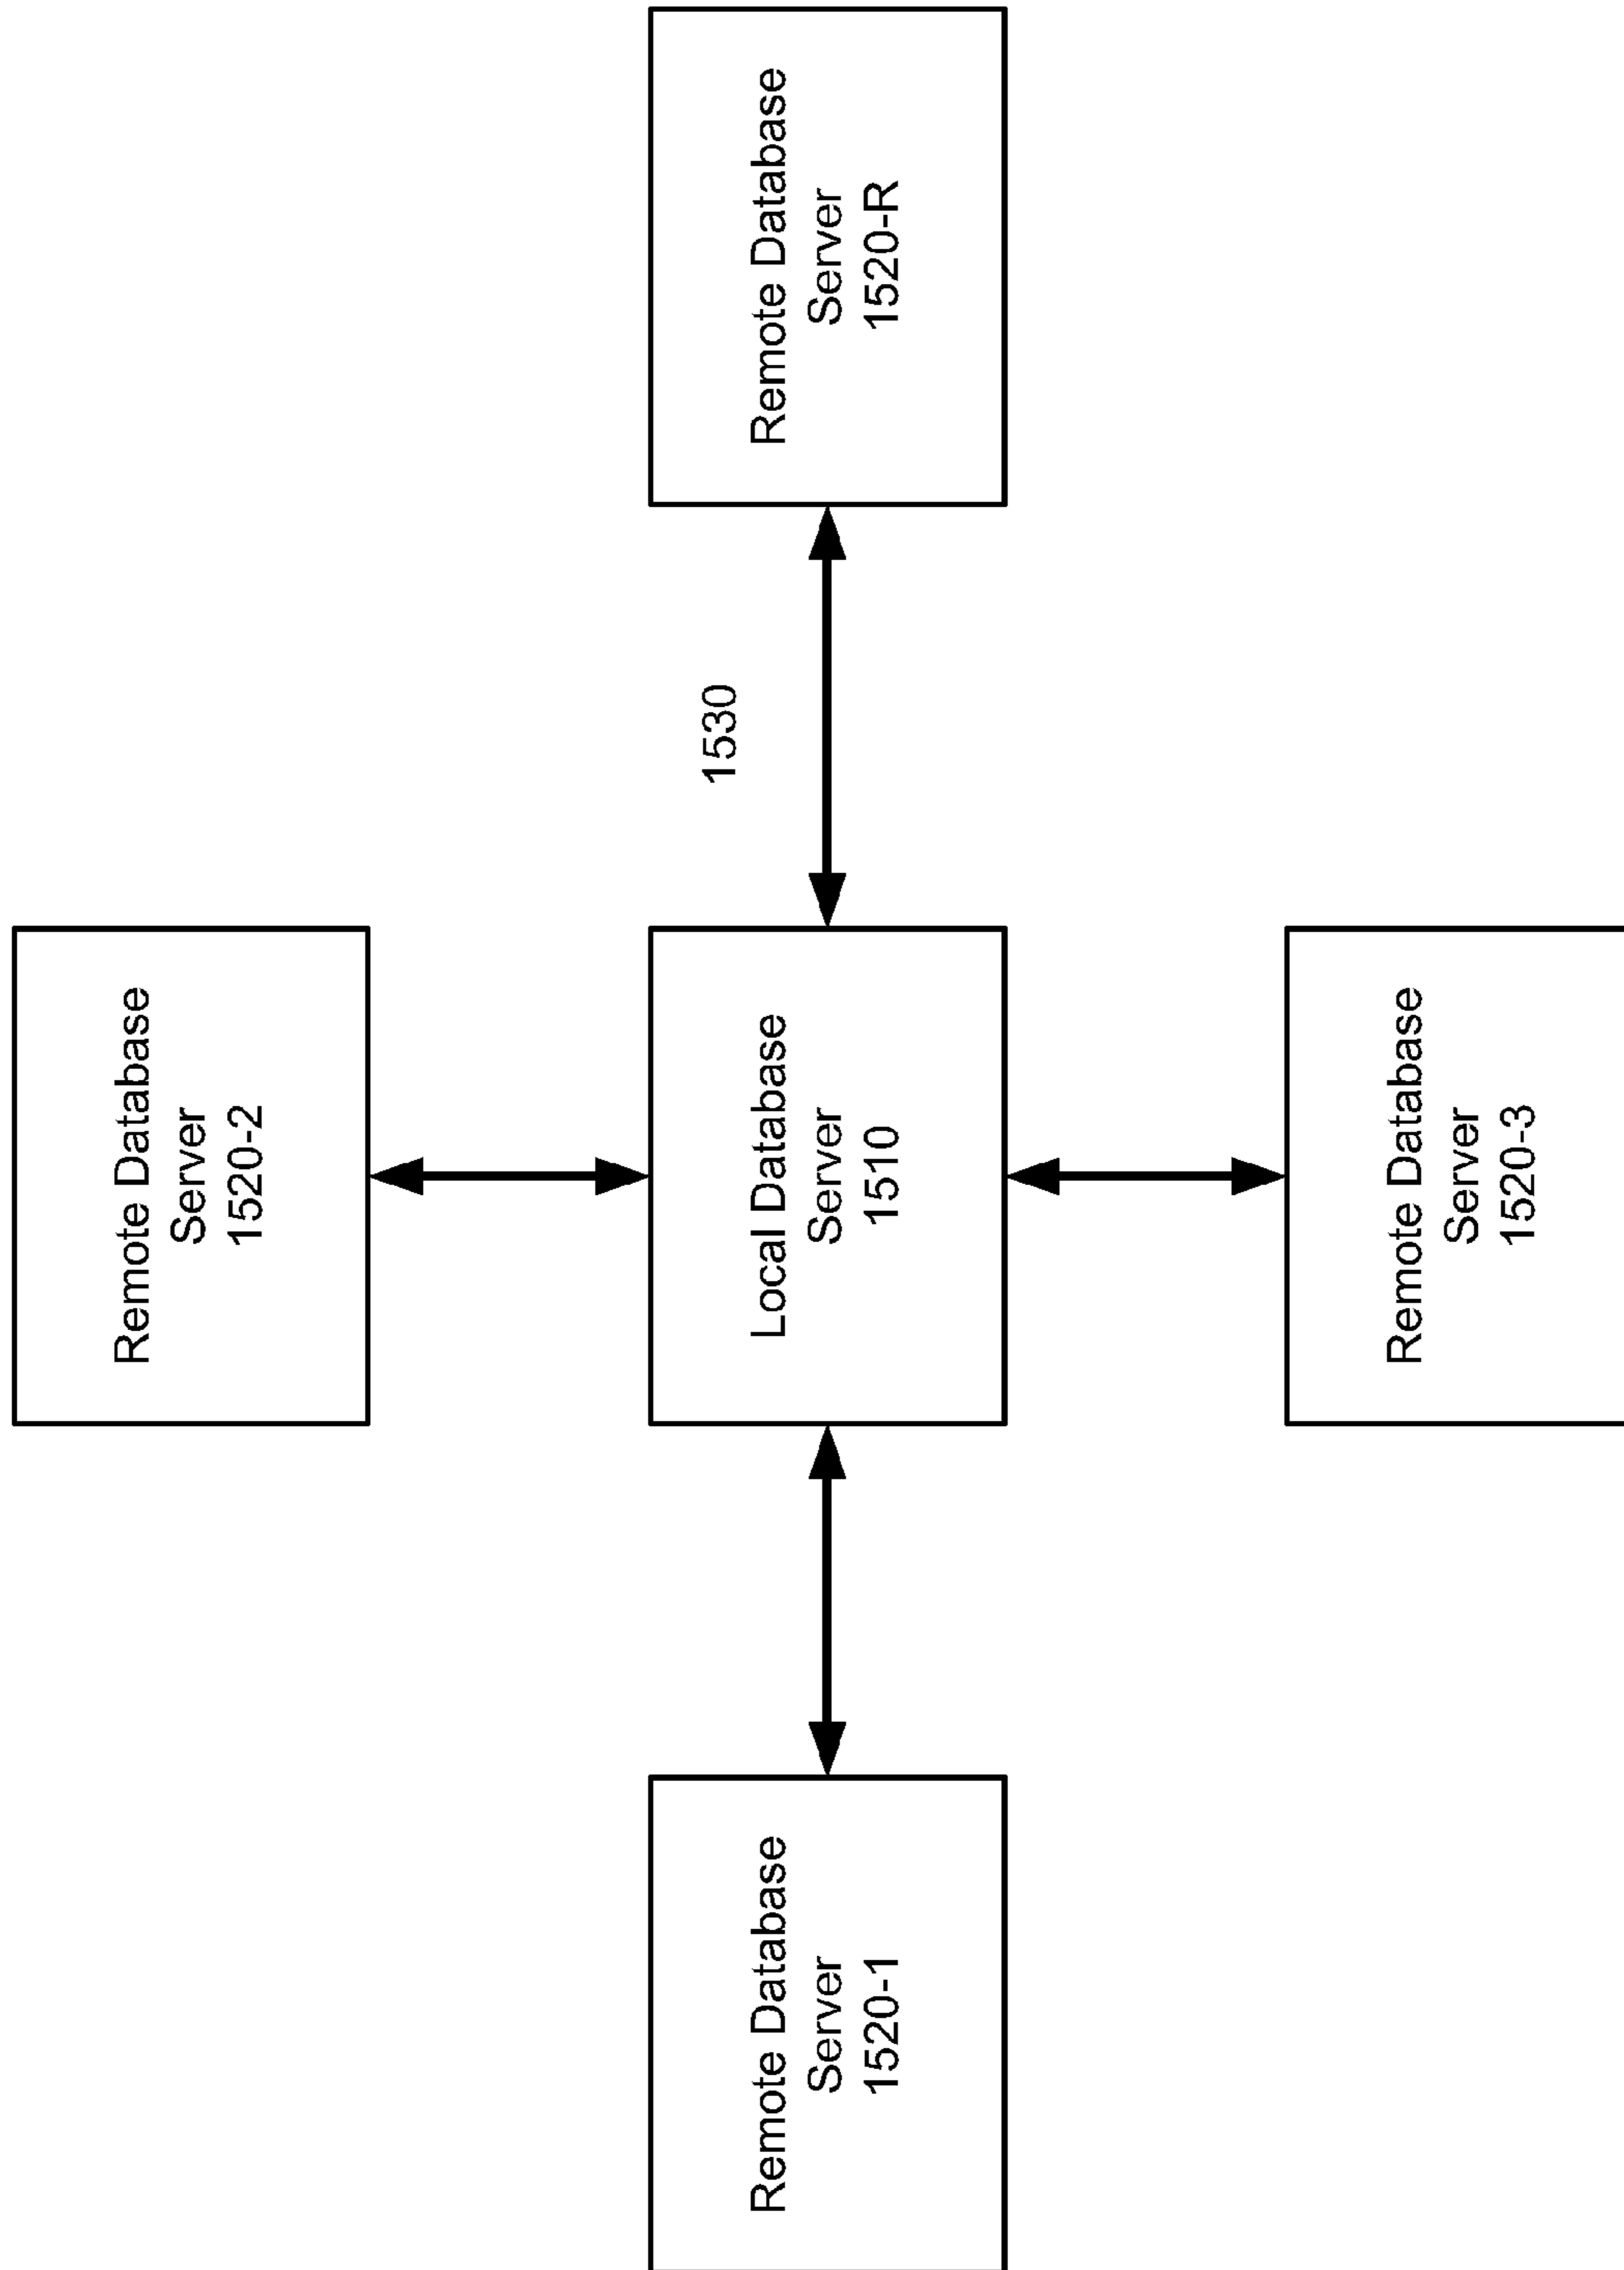 Remote Database
Server
1520-2
1530
Remote Database
Server
1520-1
Local Database
Server
1510
Remote Database
Server
1520-R
Remote Database
Server
1520-3